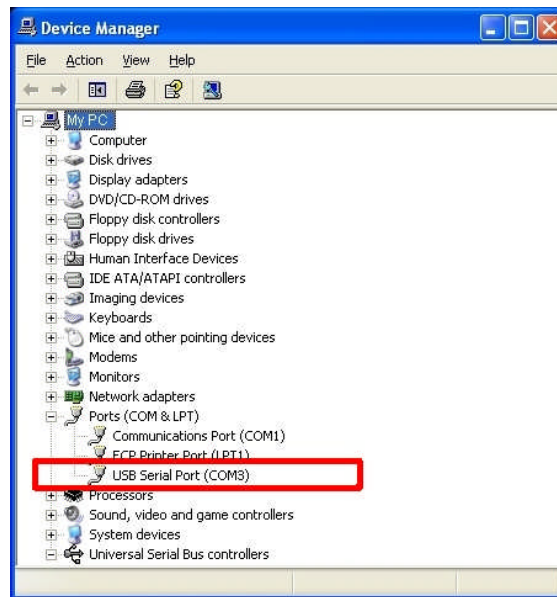 Device Manager
File Action View Help
My PC
Computer
Disk drives
Display adapters
DVD/CD-ROM drives
Floppy disk controllers
Floppy disk drives
Human Interface Devices
IDE ATA/ATAPI controllers
Imaging devices
Keyboards
Mice and other pointing devices
Modems
Monitors
Network adapters
Ports (COM & LPT)
Communications Port (COM1)
ECP Printer Port (LPT1)
USB Serial Port (COM3)
Processors
Sound, video and game controllers
System devices
Universal Serial Bus controllers